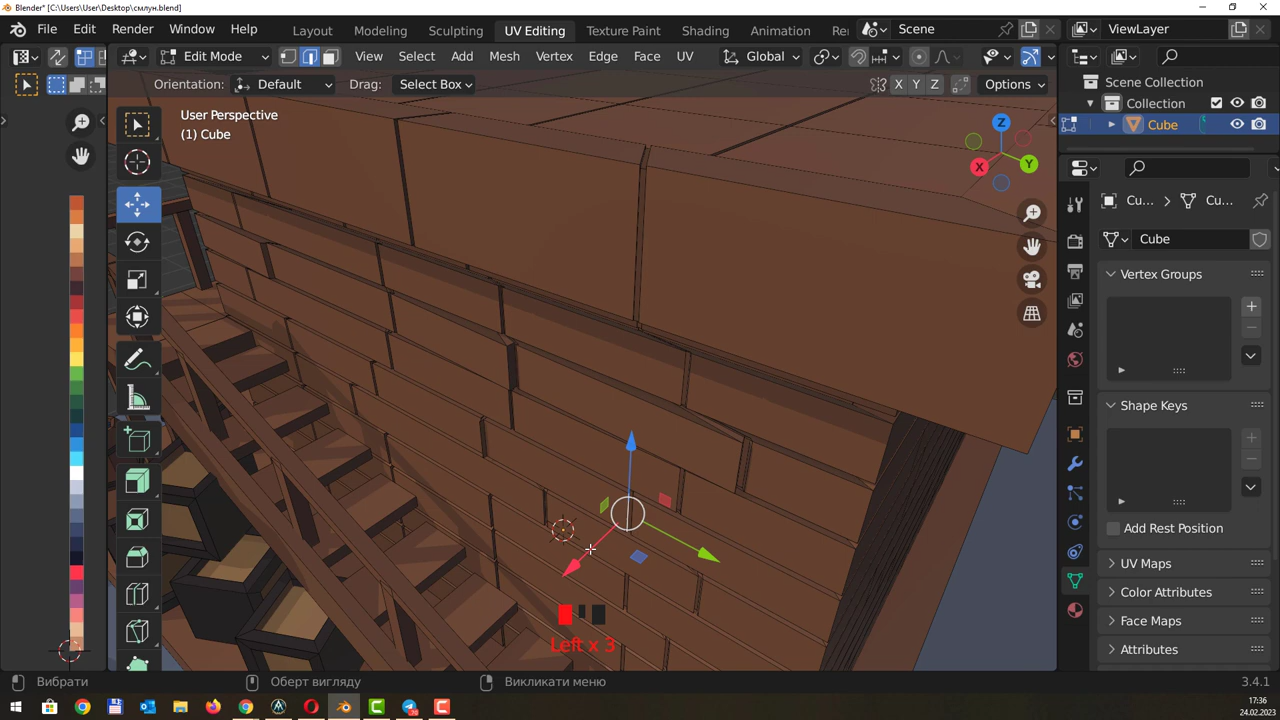 Blender* [C:\Users\User\Desktop\смлун.blend]
File Edit Render Window Help Layout Modeling Sculpting UV Editing Texture Paint Shading Animation Re Scene ViewLayer
Edit Mode View Select Add Mesh Vertex Edge Face UV Global
Orientation: Default Drag: Select Box X Y Z Options
User Perspective
(1) Cube
Z
X
Y
Scene Collection
Collection
Cube
Cu... Cu...
Cube
Vertex Groups
Shape Keys
Add Rest Position
UV Maps
Color Attributes
Face Maps
Attributes
Left x 3
Вибрати Оберт вигляду Викликати меню 3.4.1
17:36
24.02.2023